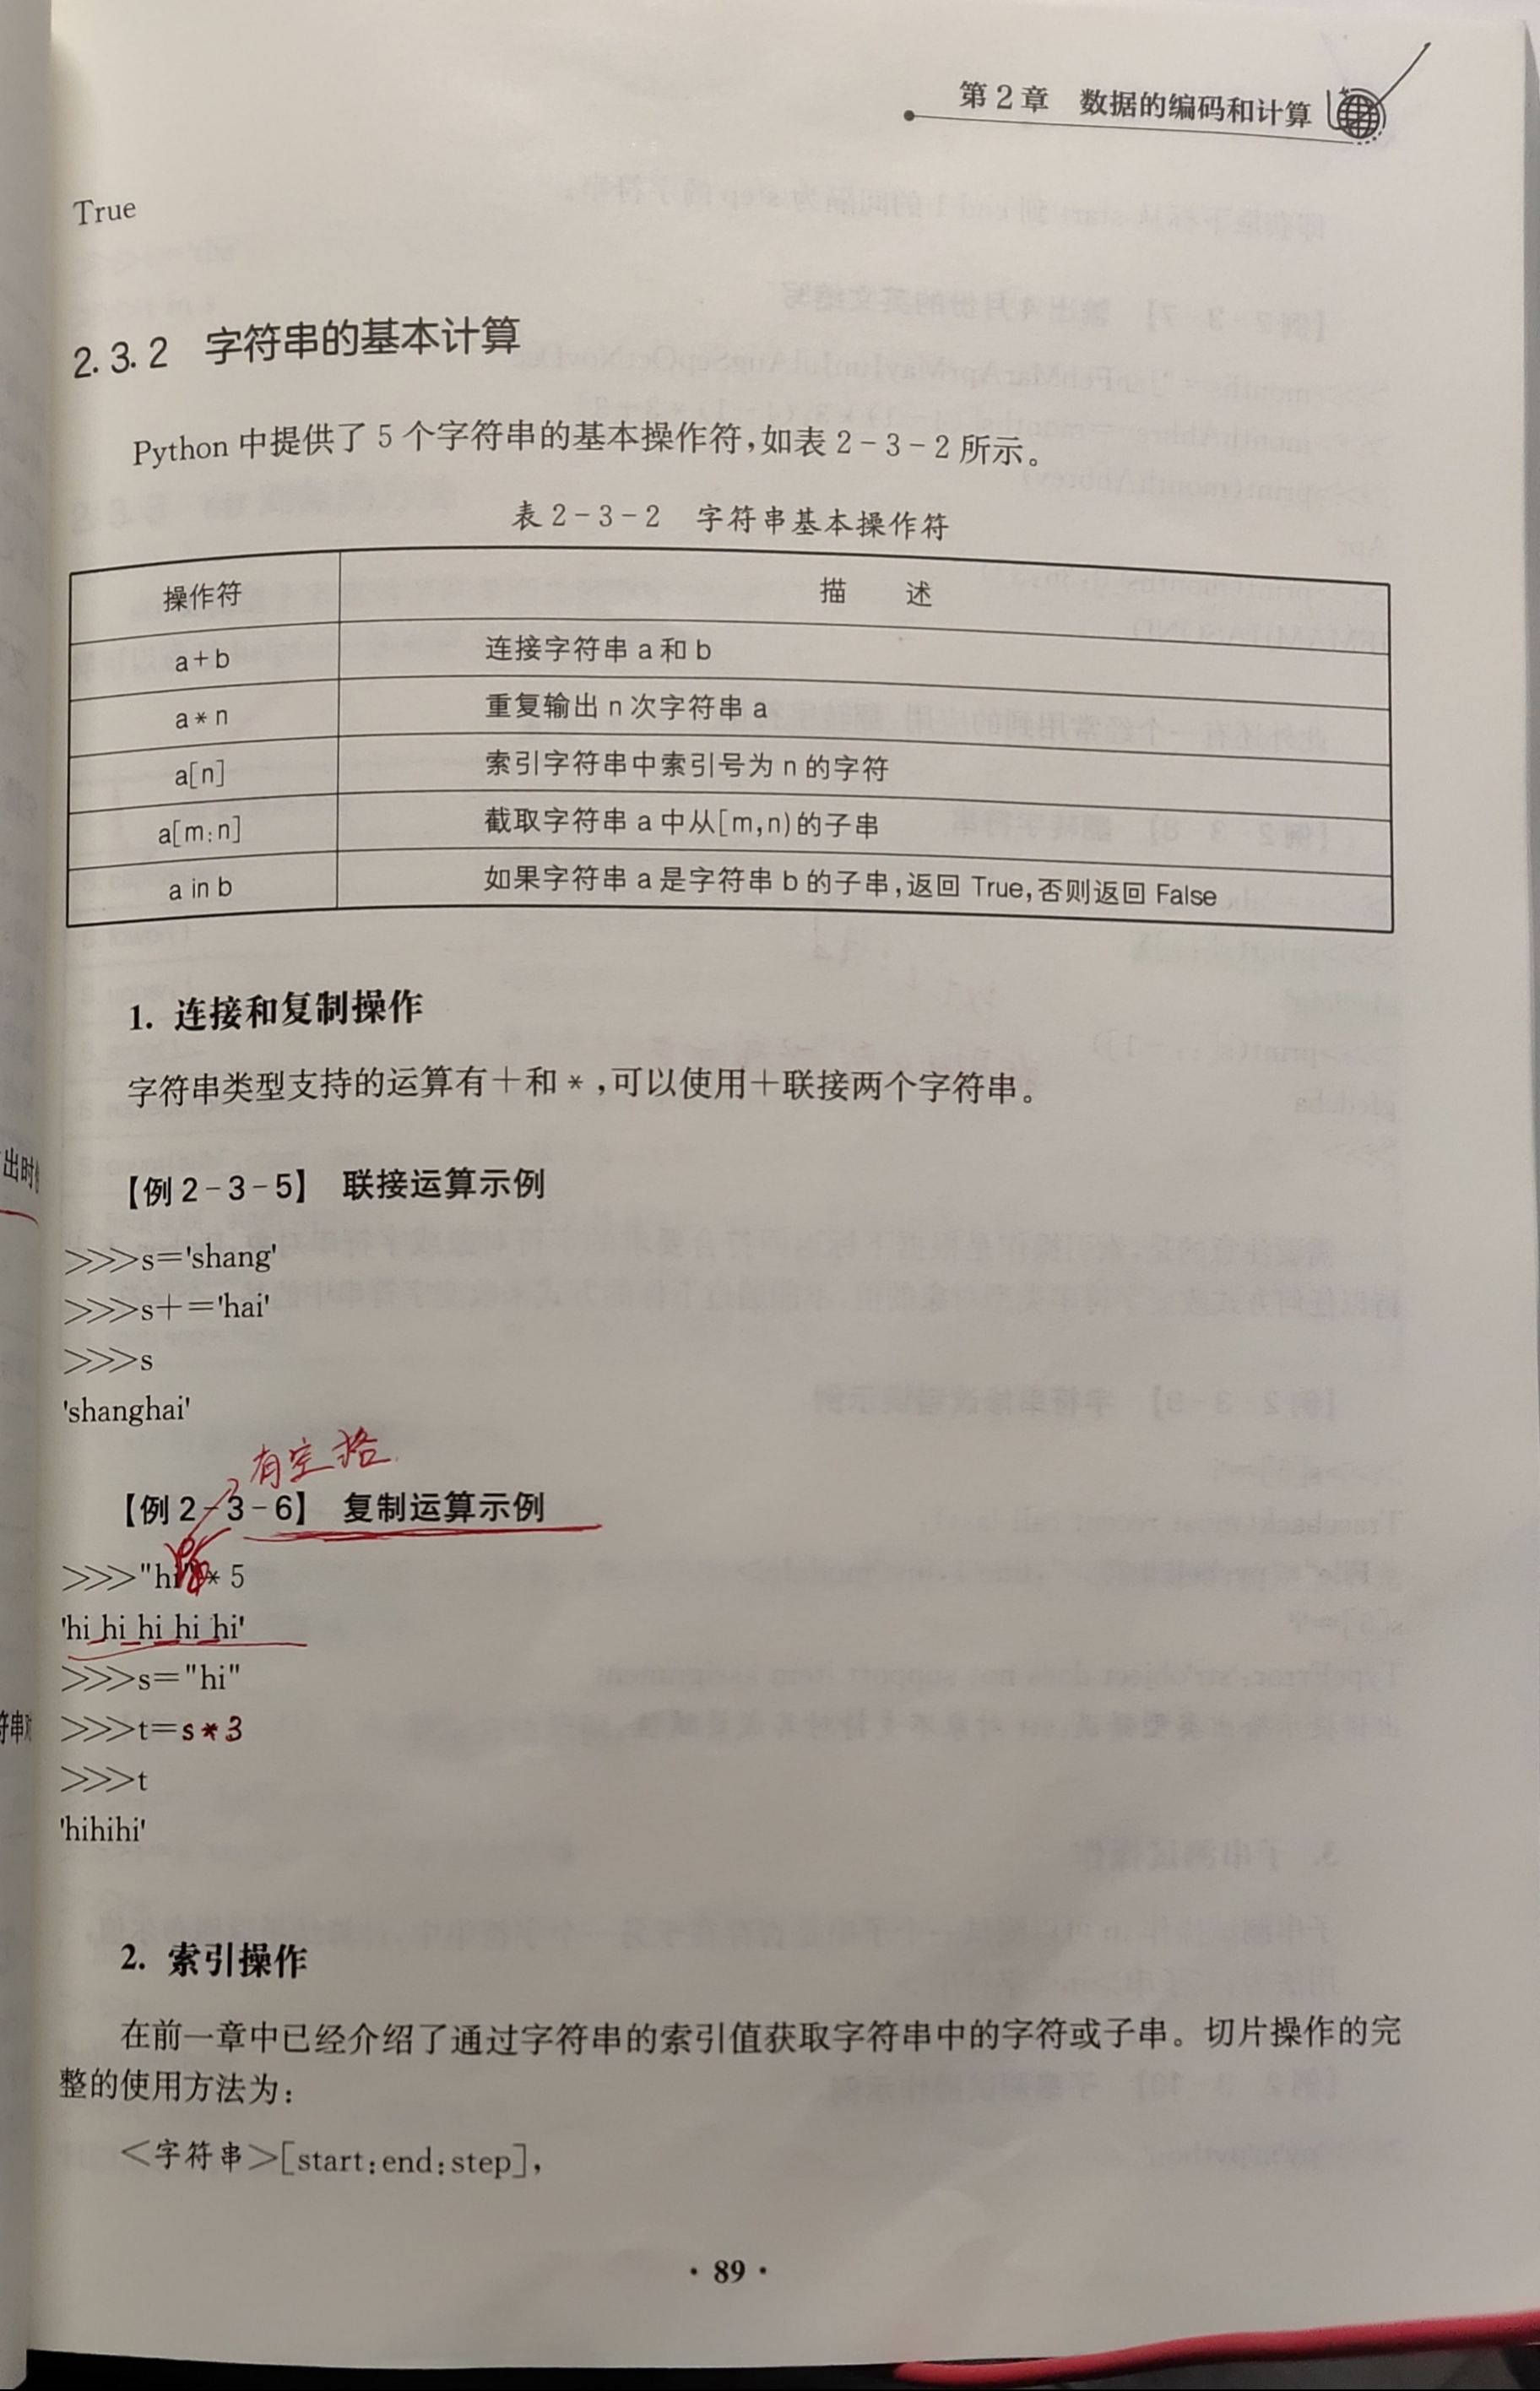 第2章 数据的编码和计算
True
2.3.2 字符串的基本计算
Python 中提供了 5 个字符串的基本操作符,如表 2-3-2 所示。
表 2-3-2 字符串基本操作符
操作符 描 述
a+b 连接字符串 a 和 b
a*n 重复输出 n 次字符串 a
a[n] 索引字符串中索引号为 n 的字符
a[m:n] 截取字符串 a 中从[m,n)的子串
a in b 如果字符串 a 是字符串 b 的子串,返回 True,否则返回 False
1. 连接和复制操作
字符串类型支持的运算有+和*,可以使用+联接两个字符串。
出时
【例 2-3-5】 联接运算示例
>>>s='shang'
>>>s+='hai'
>>>s
'shanghai'
有空格
【例 2-3-6】 复制运算示例
>>>"hi"*5
'hi hi hi hi hi'
>>>s="hi"
符串
>>>t=s*3
>>>t
'hihihi'
2. 索引操作
在前一章中已经介绍了通过字符串的索引值获取字符串中的字符或子串。切片操作的完
整的使用方法为:
<字符串>[start:end:step],
· 89 ·